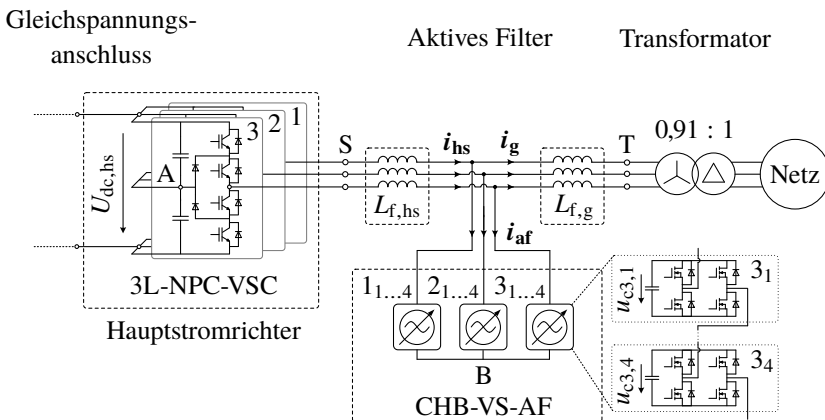 Gleichspannungs-
anschluss
Aktives Filter
Transformator
1
2
3
A
U_dc,hs
S
i_hs
i_g
T
0,91 : 1
Netz
L_f,hs
L_f,g
i_af
3L-NPC-VSC
Hauptstromrichter
1_1...4
2_1...4
3_1...4
B
CHB-VS-AF
u_c3,1
3_1
u_c3,4
3_4